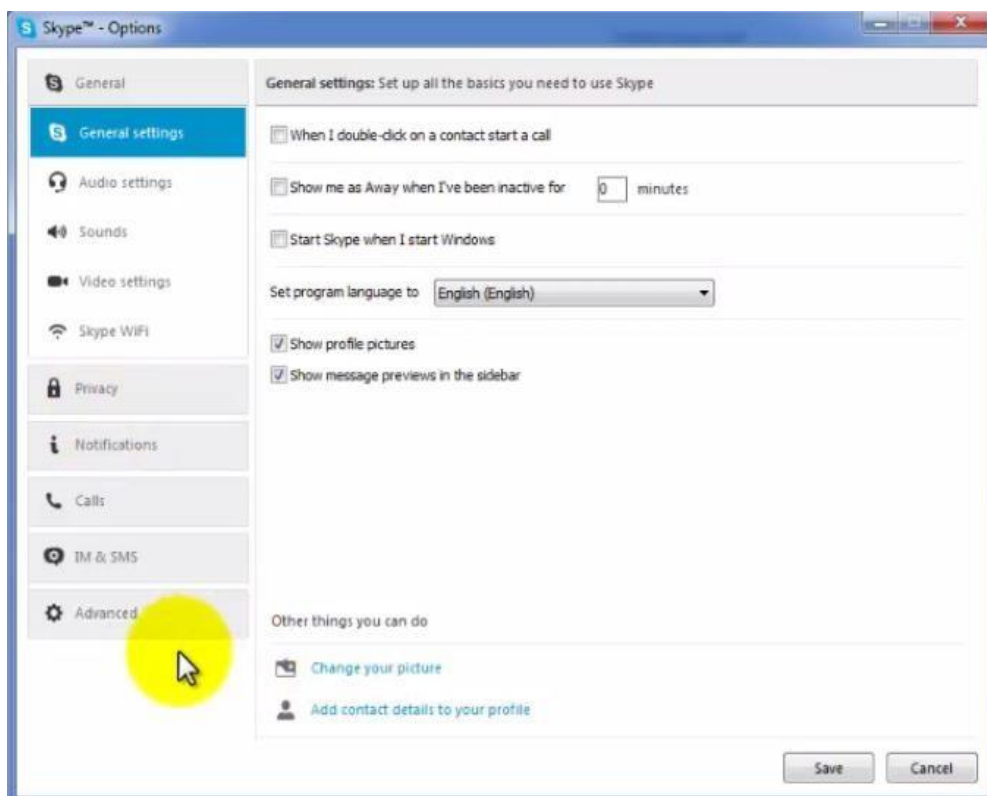 Skype™ - Options
General
General settings
Audio settings
Sounds
Video settings
Skype WiFi
Privacy
Notifications
Calls
IM & SMS
Advanced
General settings: Set up all the basics you need to use Skype
When I double-click on a contact start a call
Show me as Away when I've been inactive for 0 minutes
Start Skype when I start Windows
Set program language to English (English)
Show profile pictures
Show message previews in the sidebar
Other things you can do
Change your picture
Add contact details to your profile
Save Cancel